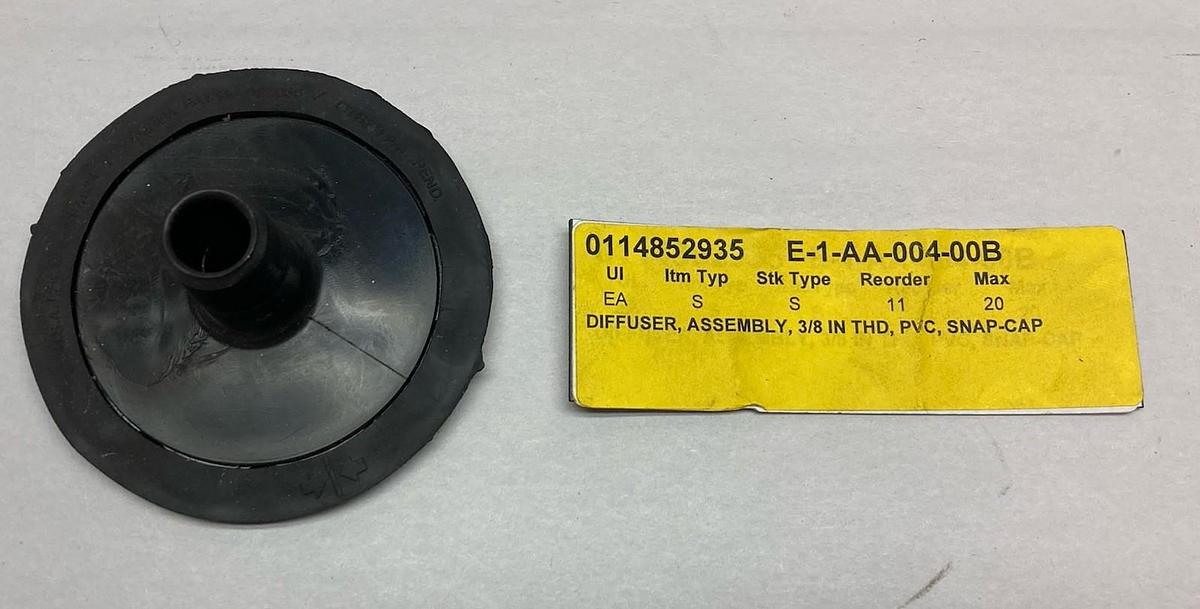 0114852935 E-1-AA-004-00B
UI Itm Typ Stk Type Reorder Max
EA S S 11 20
DIFFUSER, ASSEMBLY, 3/8 IN THD, PVC, SNAP-CAP